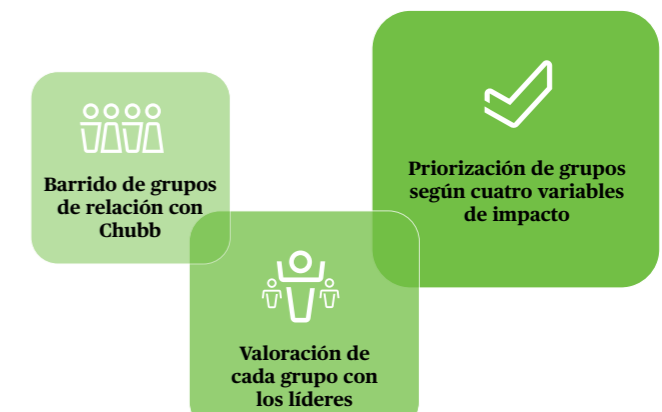 Barrido de grupos
de relación con
Chubb
Valoración de
cada grupo con
los líderes
Priorización de grupos
según cuatro variables
de impacto